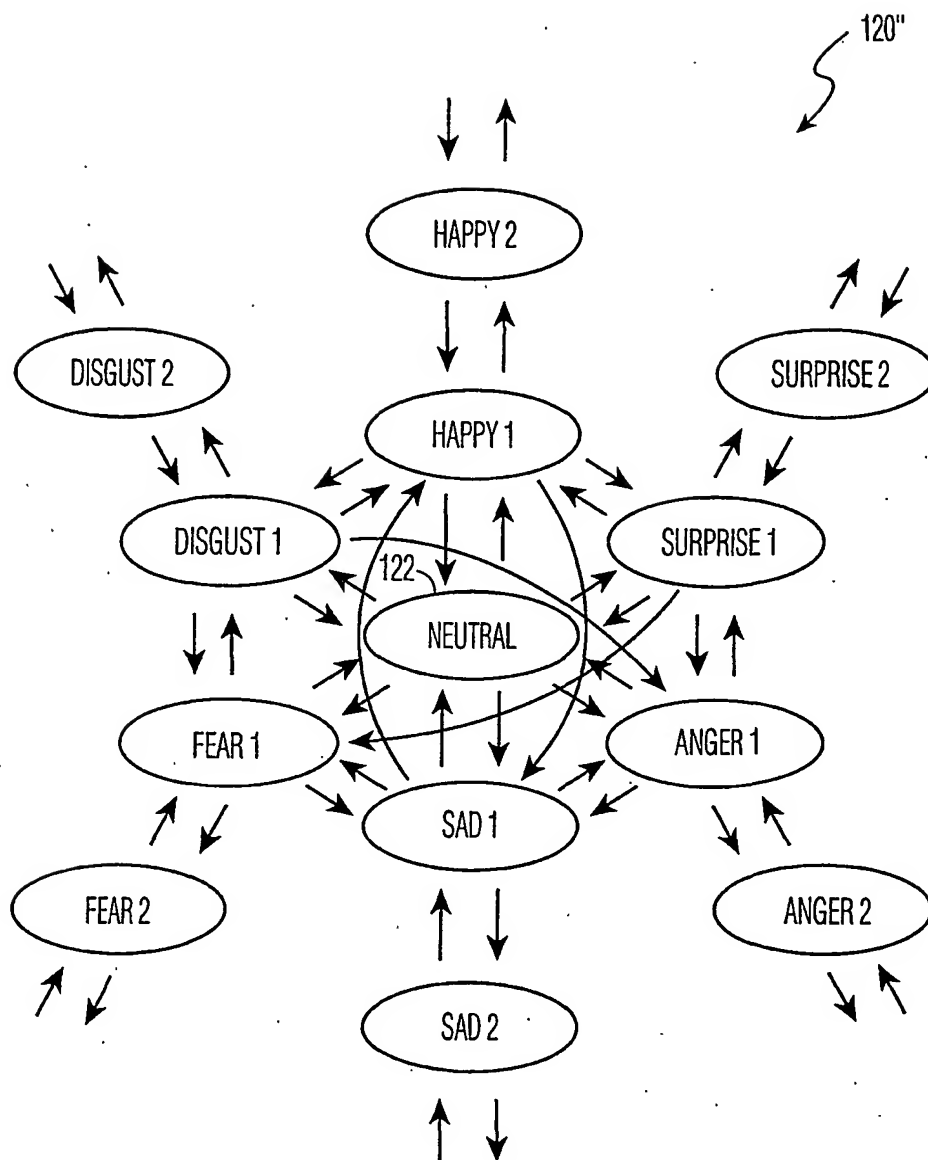 120"
HAPPY 2
DISGUST 2
SURPRISE 2
HAPPY 1
DISGUST 1
SURPRISE 1
122
NEUTRAL
FEAR 1
ANGER 1
SAD 1
FEAR 2
ANGER 2
SAD 2